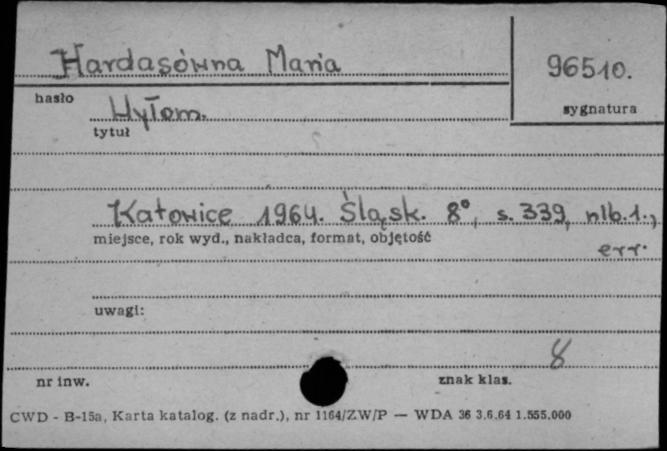 Hardasówna Maria
96510.
hasło
sygnatura
Wyłom.
tytuł
Katowice 1964. Śląsk. 8°, s. 339, nlb. 1.,
miejsce, rok wyd., nakładca, format, objętość
err.
uwagi:
8
nr inw.
znak klas.
CWD - B-15a, Karta katalog. (z nadr.), nr 1164/ZW/P — WDA 36 3.6.64 1.555.000